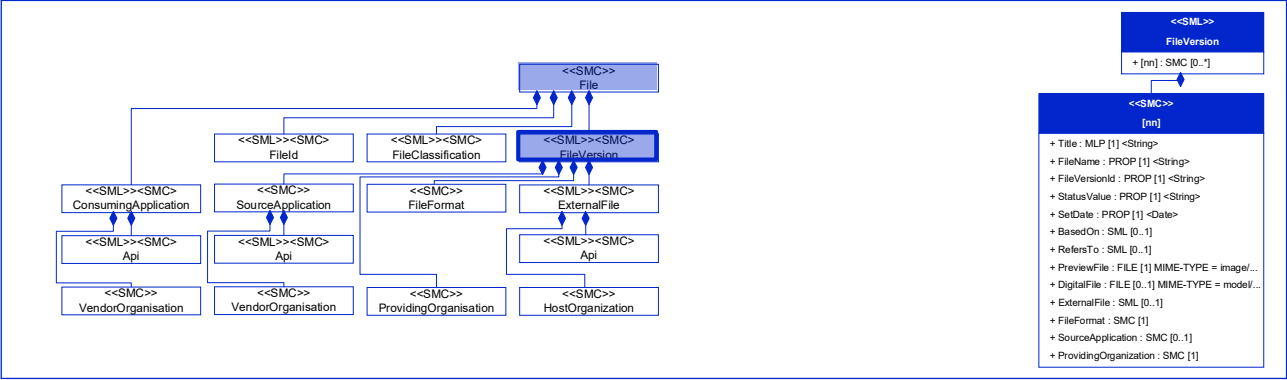 <<SMC>>
File
<<SML>><SMC>
FileId
<<SML>><SMC>
FileClassification
<<SML>><SMC>
FileVersion
<<SML>><SMC>
ConsumingApplication
<<SMC>>
SourceApplication
<<SMC>>
FileFormat
<<SML>><SMC>
ExternalFile
<<SML>><SMC>
Api
<<SML>><SMC>
Api
<<SML>><SMC>
Api
<<SMC>>
VendorOrganisation
<<SMC>>
VendorOrganisation
<<SMC>>
ProvidingOrganisation
<<SMC>>
HostOrganization
<<SML>>
FileVersion
+ [nn] : SMC [0..*]
<<SMC>>
[nn]
+ Title : MLP [1] <String>
+ FileName : PROP [1] <String>
+ FileVersionId : PROP [1] <String>
+ StatusValue : PROP [1] <String>
+ SetDate : PROP [1] <Date>
+ BasedOn : SML [0..1]
+ RefersTo : SML [0..1]
+ PreviewFile : FILE [1] MIME-TYPE = image/...
+ DigitalFile : FILE [0..1] MIME-TYPE = model/...
+ ExternalFile : SML [0..1]
+ FileFormat : SMC [1]
+ SourceApplication : SMC [0..1]
+ ProvidingOrganization : SMC [1]